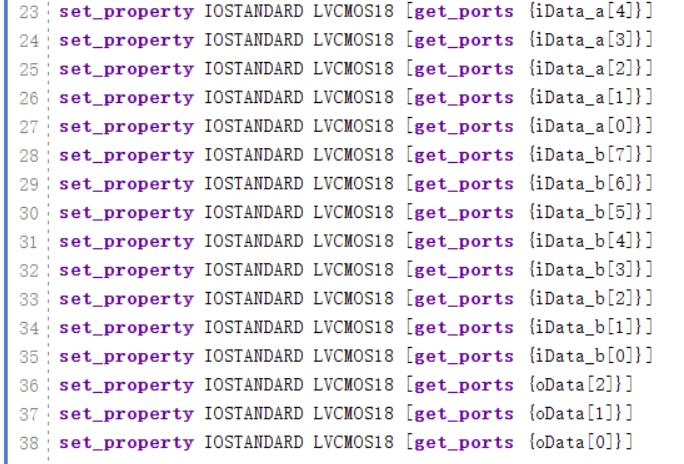 23 set_property IOSTANDARD LVCMOS18 [get_ports {iData_a[4]}]
24 set_property IOSTANDARD LVCMOS18 [get_ports {iData_a[3]}]
25 set_property IOSTANDARD LVCMOS18 [get_ports {iData_a[2]}]
26 set_property IOSTANDARD LVCMOS18 [get_ports {iData_a[1]}]
27 set_property IOSTANDARD LVCMOS18 [get_ports {iData_a[0]}]
28 set_property IOSTANDARD LVCMOS18 [get_ports {iData_b[7]}]
29 set_property IOSTANDARD LVCMOS18 [get_ports {iData_b[6]}]
30 set_property IOSTANDARD LVCMOS18 [get_ports {iData_b[5]}]
31 set_property IOSTANDARD LVCMOS18 [get_ports {iData_b[4]}]
32 set_property IOSTANDARD LVCMOS18 [get_ports {iData_b[3]}]
33 set_property IOSTANDARD LVCMOS18 [get_ports {iData_b[2]}]
34 set_property IOSTANDARD LVCMOS18 [get_ports {iData_b[1]}]
35 set_property IOSTANDARD LVCMOS18 [get_ports {iData_b[0]}]
36 set_property IOSTANDARD LVCMOS18 [get_ports {oData[2]}]
37 set_property IOSTANDARD LVCMOS18 [get_ports {oData[1]}]
38 set_property IOSTANDARD LVCMOS18 [get_ports {oData[0]}]